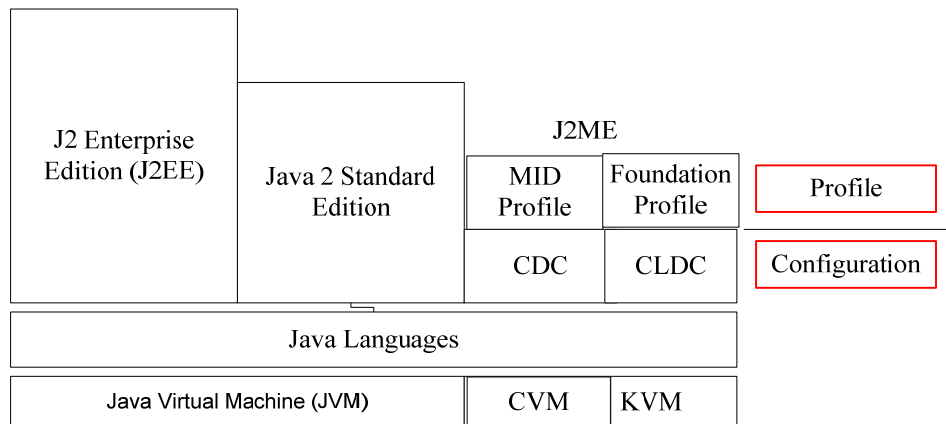 J2 Enterprise
Edition (J2EE)
Java 2 Standard
Edition
J2ME
MID
Profile
Foundation
Profile
Profile
CDC
CLDC
Configuration
Java Languages
Java Virtual Machine (JVM)
CVM
KVM